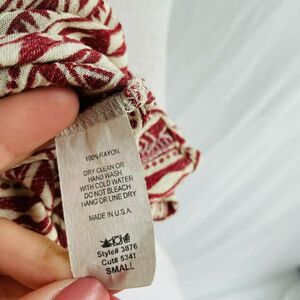 100% RAYON
DRY CLEAN OR
HAND WASH
WITH COLD WATER
DO NOT BLEACH
HANG OR LINE DRY
MADE IN U.S.A.
Style# 3876
Cut# 5341
SMALL